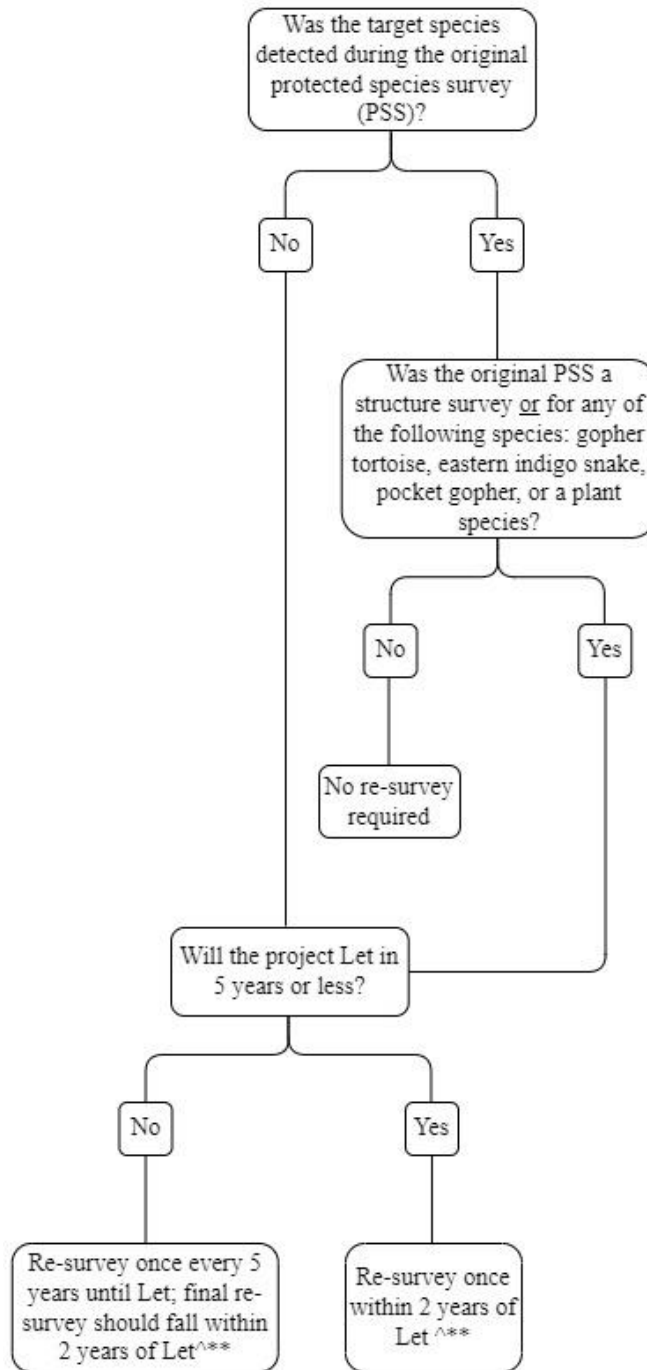 Was the target species
detected during the original
protected species survey
(PSS)?
No
Yes
Was the original PSS a
structure survey or for any of
the following species: gopher
tortoise, eastern indigo snake,
pocket gopher, or a plant
species?
No
Yes
No re-survey
required
Will the project Let in
5 years or less?
No
Yes
Re-survey once every 5
years until Let; final re-
survey should fall within
2 years of Let^**
Re-survey once
within 2 years of
Let ^**